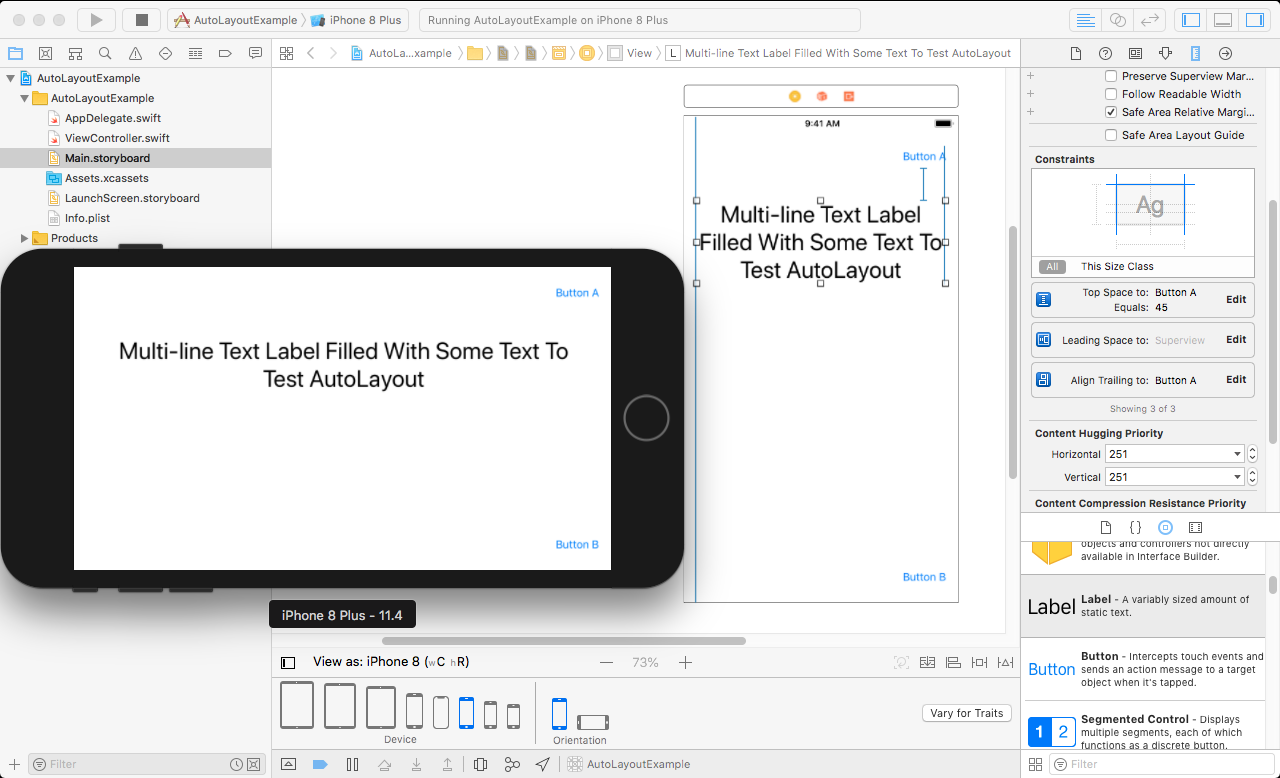 AutoLayoutExample
iPhone 8 Plus
Running AutoLayoutExample on iPhone 8 Plus
AutoLa...xample
View
L
Multi-line Text Label Filled With Some Text To Test AutoLayout
AutoLayoutExample
AutoLayoutExample
AppDelegate.swift
ViewController.swift
Main.storyboard
Assets.xcassets
LaunchScreen.storyboard
Info.plist
Products
Button A
Multi-line Text Label Filled With Some Text To
Test AutoLayout
Button B
iPhone 8 Plus - 11.4
9:41 AM
Button A
Multi-line Text Label
Filled With Some Text To
Test AutoLayout
Button B
View as: iPhone 8 (wC hR)
73%
Device
Orientation
Vary for Traits
Filter
AutoLayoutExample
Preserve Superview Mar...
Follow Readable Width
Safe Area Relative Margi...
Safe Area Layout Guide
Constraints
Ag
All This Size Class
Top Space to: Button A
Equals: 45
Edit
Leading Space to: Superview
Edit
Align Trailing to: Button A
Edit
Showing 3 of 3
Content Hugging Priority
Horizontal 251
Vertical 251
Content Compression Resistance Priority
{}
objects and controllers not directly
available in Interface Builder.
Label
Label - A variably sized amount of
static text.
Button
Button - Intercepts touch events and
sends an action message to a target
object when it's tapped.
1 2
Segmented Control - Displays
multiple segments, each of which
functions as a discrete button.
Filter